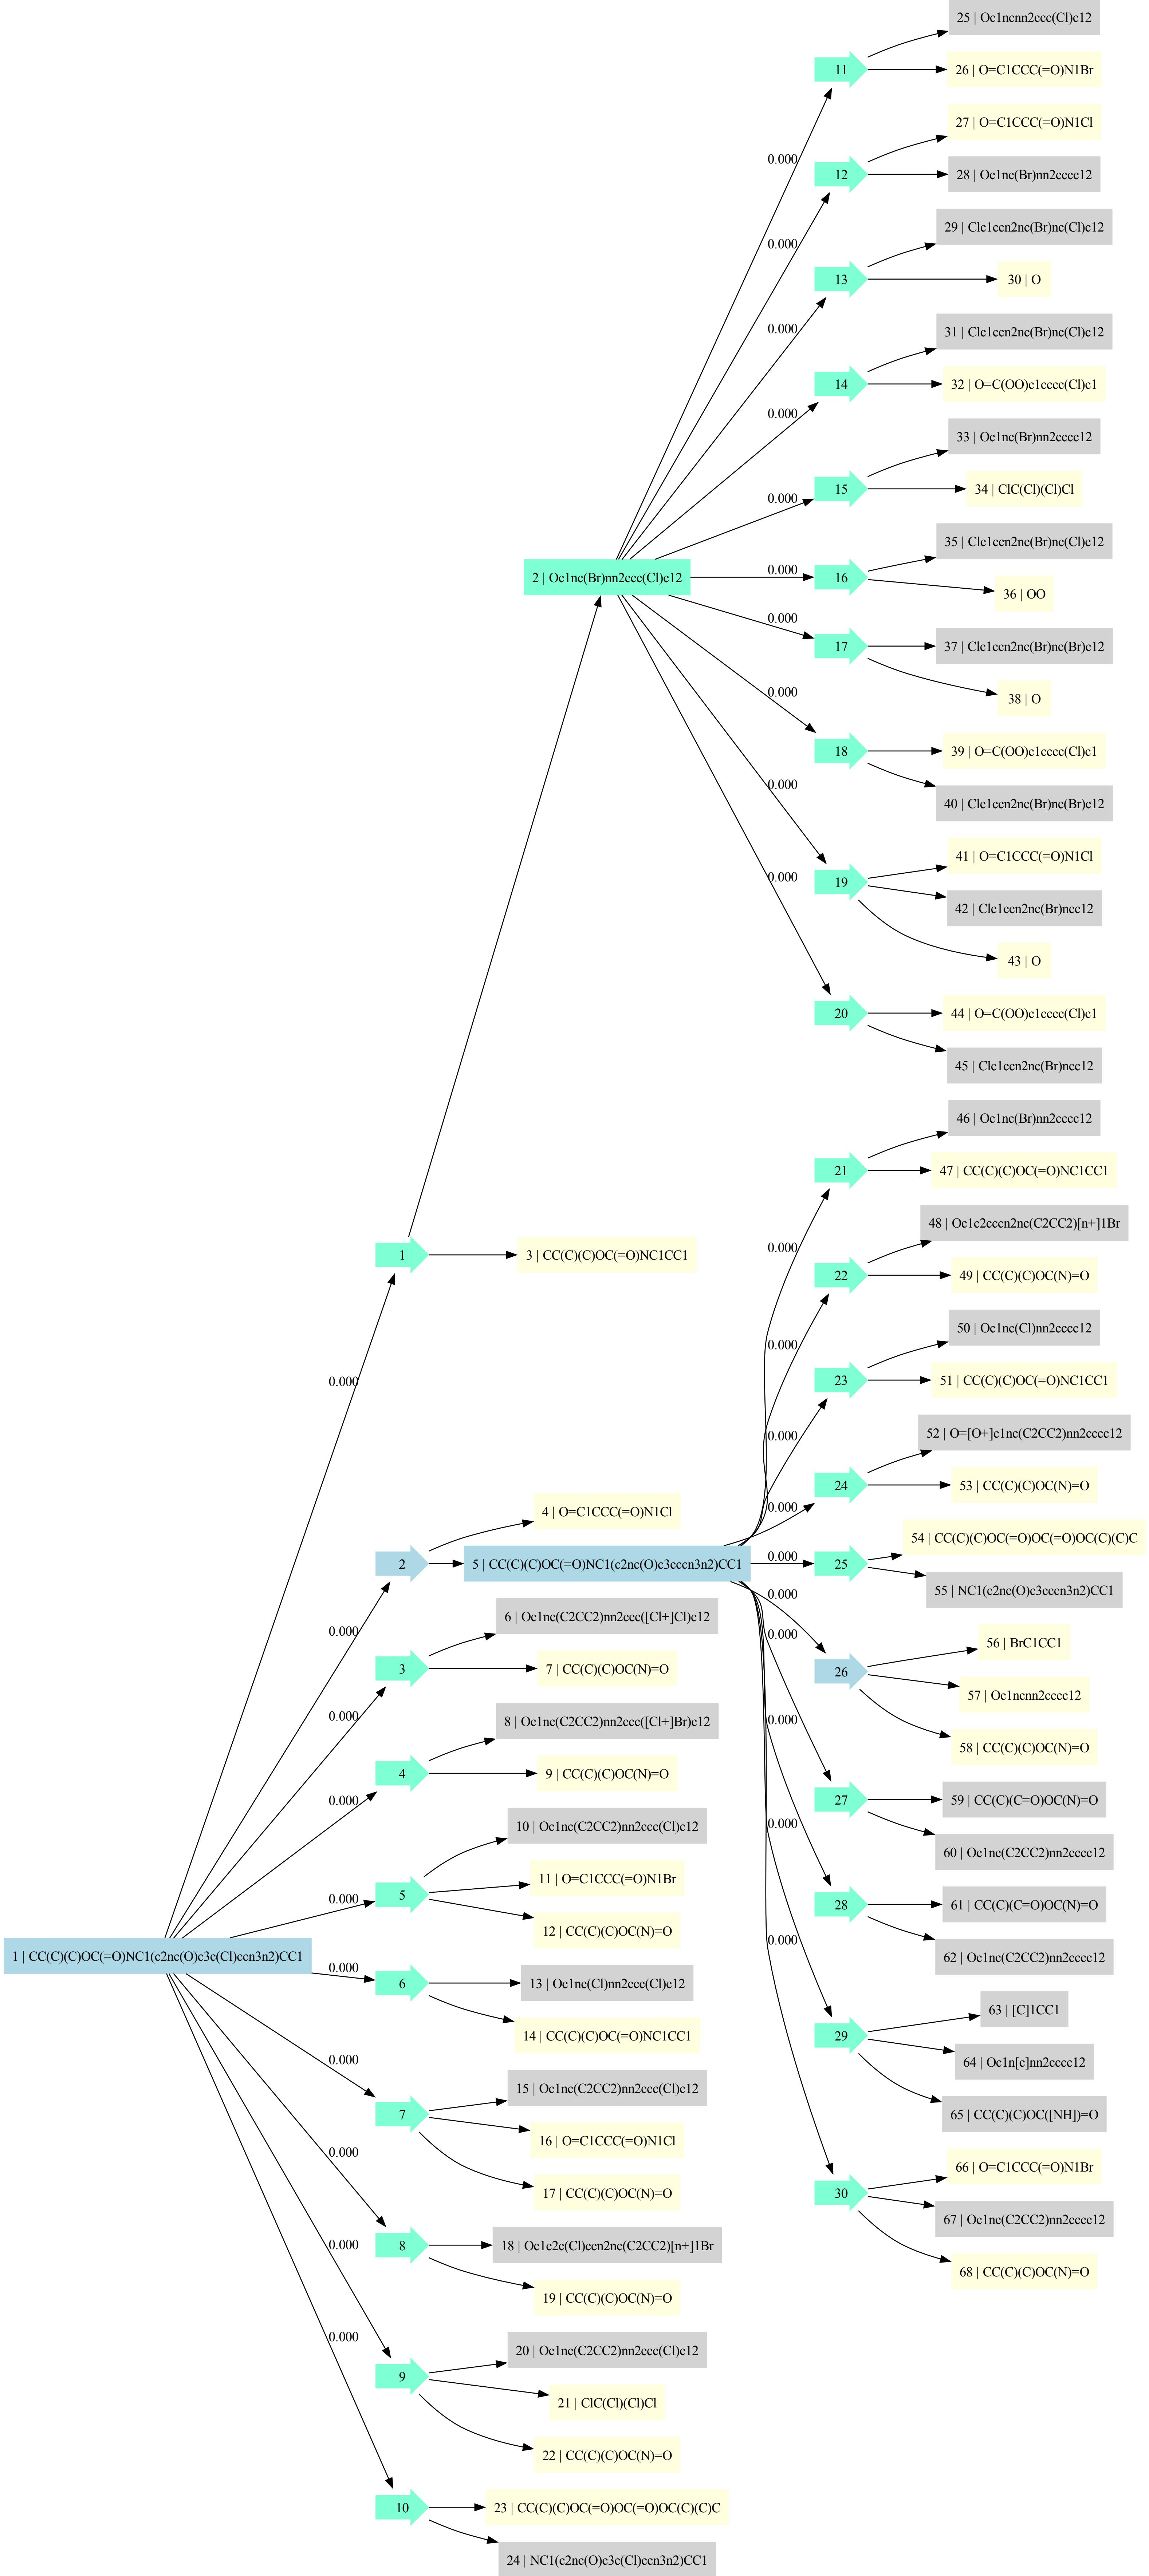 25 | Oc1ncnn2ccc(Cl)c12
11
26 | O=C1CCC(=O)N1Br
0.000
27 | O=C1CCC(=O)N1Cl
12
28 | Oc1nc(Br)nn2cccc12
0.000
29 | Clc1ccn2nc(Br)nc(Cl)c12
13
30 | O
0.000
31 | Clc1ccn2nc(Br)nc(Cl)c12
14
32 | O=C(OO)c1cccc(Cl)c1
0.000
33 | Oc1nc(Br)nn2cccc12
15
34 | ClC(Cl)(Cl)Cl
0.000
35 | Clc1ccn2nc(Br)nc(Cl)c12
2 | Oc1nc(Br)nn2ccc(Cl)c12
0.000
16
36 | OO
0.000
17
37 | Clc1ccn2nc(Br)nc(Br)c12
38 | O
0.000
18
39 | O=C(OO)c1cccc(Cl)c1
0.000
40 | Clc1ccn2nc(Br)nc(Br)c12
41 | O=C1CCC(=O)N1Cl
0.000
19
42 | Clc1ccn2nc(Br)ncc12
43 | O
20
44 | O=C(OO)c1cccc(Cl)c1
45 | Clc1ccn2nc(Br)ncc12
46 | Oc1nc(Br)nn2cccc12
21
47 | CC(C)(C)OC(=O)NC1CC1
48 | Oc1c2cccn2nc(C2CC2)[n+]1Br
1
3 | CC(C)(C)OC(=O)NC1CC1
0.000
22
49 | CC(C)(C)OC(N)=O
50 | Oc1nc(Cl)nn2cccc12
0.000
0.000
23
51 | CC(C)(C)OC(=O)NC1CC1
52 | O=[O+]c1nc(C2CC2)nn2cccc12
0.000
24
53 | CC(C)(C)OC(N)=O
4 | O=C1CCC(=O)N1Cl
0.000
54 | CC(C)(C)OC(=O)OC(=O)OC(C)(C)C
2
5 | CC(C)(C)OC(=O)NC1(c2nc(O)c3cccn3n2)CC1
0.000
25
55 | NC1(c2nc(O)c3cccn3n2)CC1
0.000
6 | Oc1nc(C2CC2)nn2ccc([Cl+]Cl)c12
0.000
0.000
56 | BrC1CC1
3
7 | CC(C)(C)OC(N)=O
26
57 | Oc1ncnn2cccc12
0.000
8 | Oc1nc(C2CC2)nn2ccc([Cl+]Br)c12
0.000
58 | CC(C)(C)OC(N)=O
4
9 | CC(C)(C)OC(N)=O
0.000
27
59 | CC(C)(C=O)OC(N)=O
10 | Oc1nc(C2CC2)nn2ccc(Cl)c12
0.000
60 | Oc1nc(C2CC2)nn2cccc12
11 | O=C1CCC(=O)N1Br
5
0.000
28
61 | CC(C)(C=O)OC(N)=O
12 | CC(C)(C)OC(N)=O
0.000
1 | CC(C)(C)OC(=O)NC1(c2nc(O)c3c(Cl)ccn3n2)CC1
62 | Oc1nc(C2CC2)nn2cccc12
0.000
6
13 | Oc1nc(Cl)nn2ccc(Cl)c12
63 | [C]1CC1
14 | CC(C)(C)OC(=O)NC1CC1
29
64 | Oc1n[c]nn2cccc12
0.000
15 | Oc1nc(C2CC2)nn2ccc(Cl)c12
65 | CC(C)(C)OC([NH])=O
7
16 | O=C1CCC(=O)N1Cl
66 | O=C1CCC(=O)N1Br
0.000
17 | CC(C)(C)OC(N)=O
30
67 | Oc1nc(C2CC2)nn2cccc12
0.000
8
18 | Oc1c2c(Cl)ccn2nc(C2CC2)[n+]1Br
68 | CC(C)(C)OC(N)=O
19 | CC(C)(C)OC(N)=O
0.000
20 | Oc1nc(C2CC2)nn2ccc(Cl)c12
9
21 | ClC(Cl)(Cl)Cl
22 | CC(C)(C)OC(N)=O
10
23 | CC(C)(C)OC(=O)OC(=O)OC(C)(C)C
24 | NC1(c2nc(O)c3c(Cl)ccn3n2)CC1